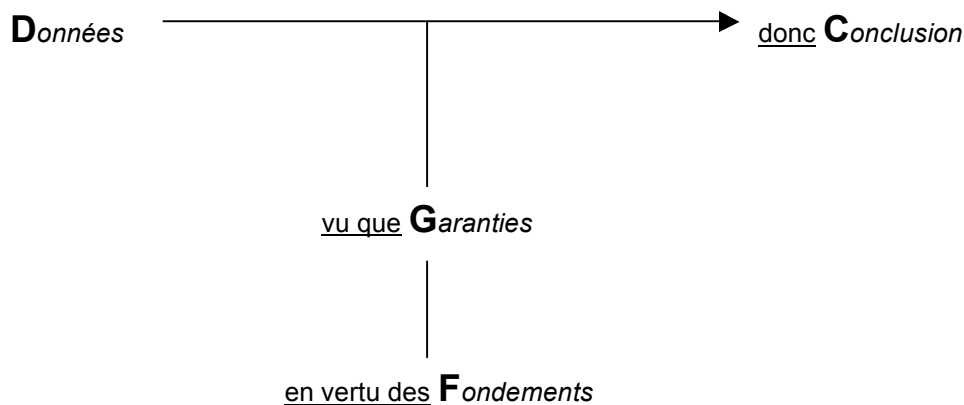 Données donc Conclusion
vu que Garanties
en vertu des Fondements